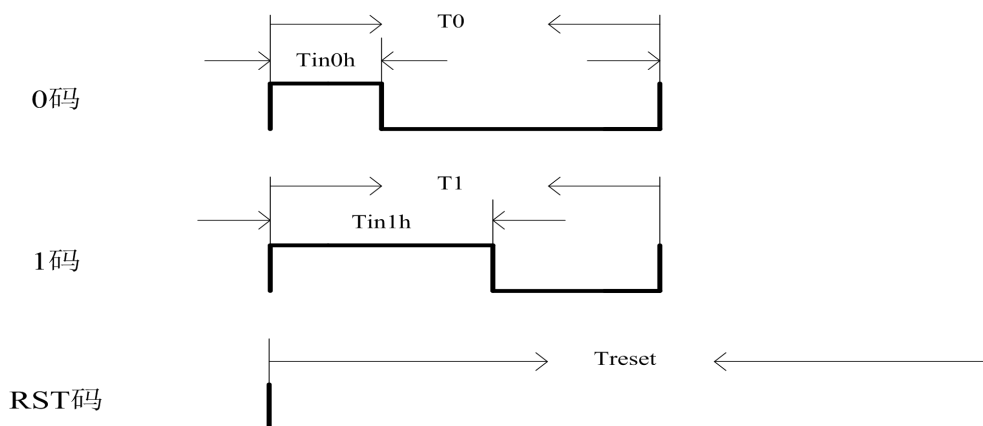 T0
Tin0h
0码
T1
Tin1h
1码
Treset
RST码